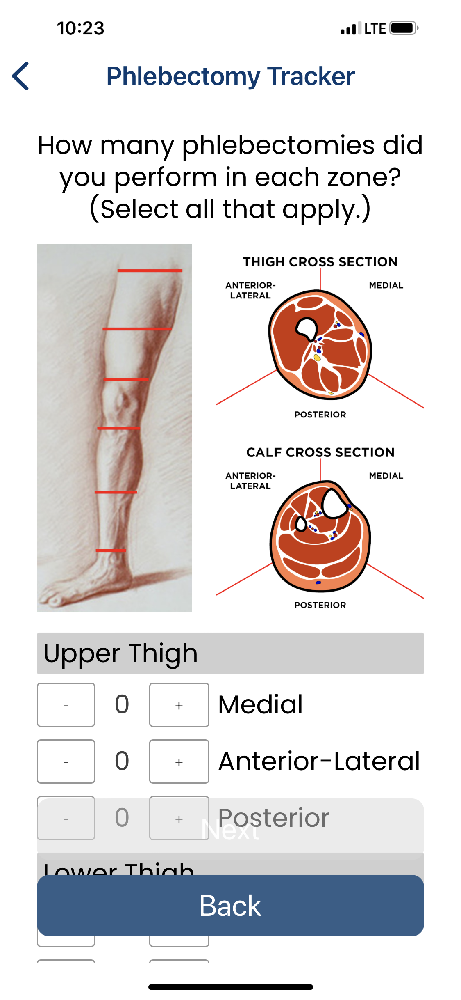 10:23
LTE
Phlebectomy Tracker
How many phlebectomies did
you perform in each zone?
(Select all that apply.)
THIGH CROSS SECTION
ANTERIOR-
LATERAL
MEDIAL
POSTERIOR
CALF CROSS SECTION
ANTERIOR-
LATERAL
MEDIAL
POSTERIOR
Upper Thigh
- 0 + Medial
- 0 + Anterior-Lateral
- 0 + Posterior
Next
Lower Thigh
Back